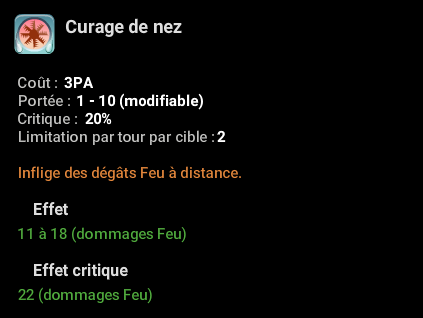 Curage de nez
Coût : 3PA
Portée : 1 - 10 (modifiable)
Critique : 20%
Limitation par tour par cible : 2
Inflige des dégâts Feu à distance.
Effet
11 à 18 (dommages Feu)
Effet critique
22 (dommages Feu)